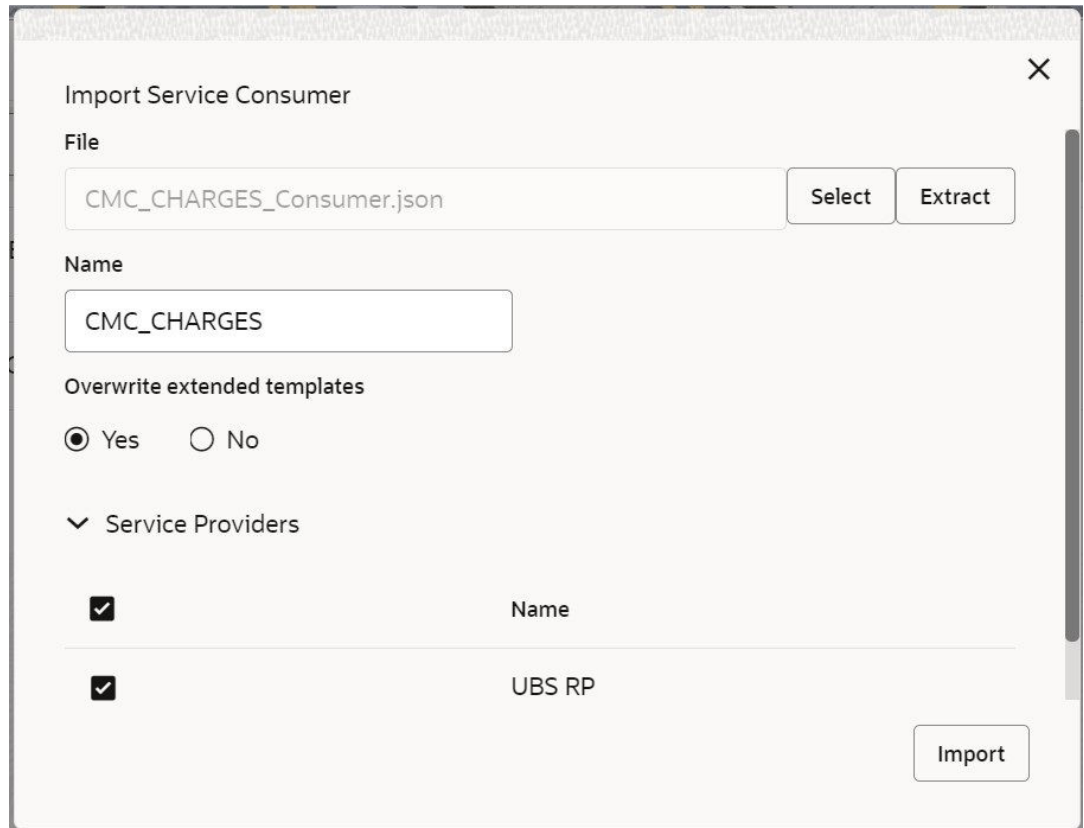 Import Service Consumer
File
CMC_CHARGES_Consumer.json Select Extract
Name
CMC_CHARGES
Overwrite extended templates
Yes No
Service Providers
Name
UBS RP
Import